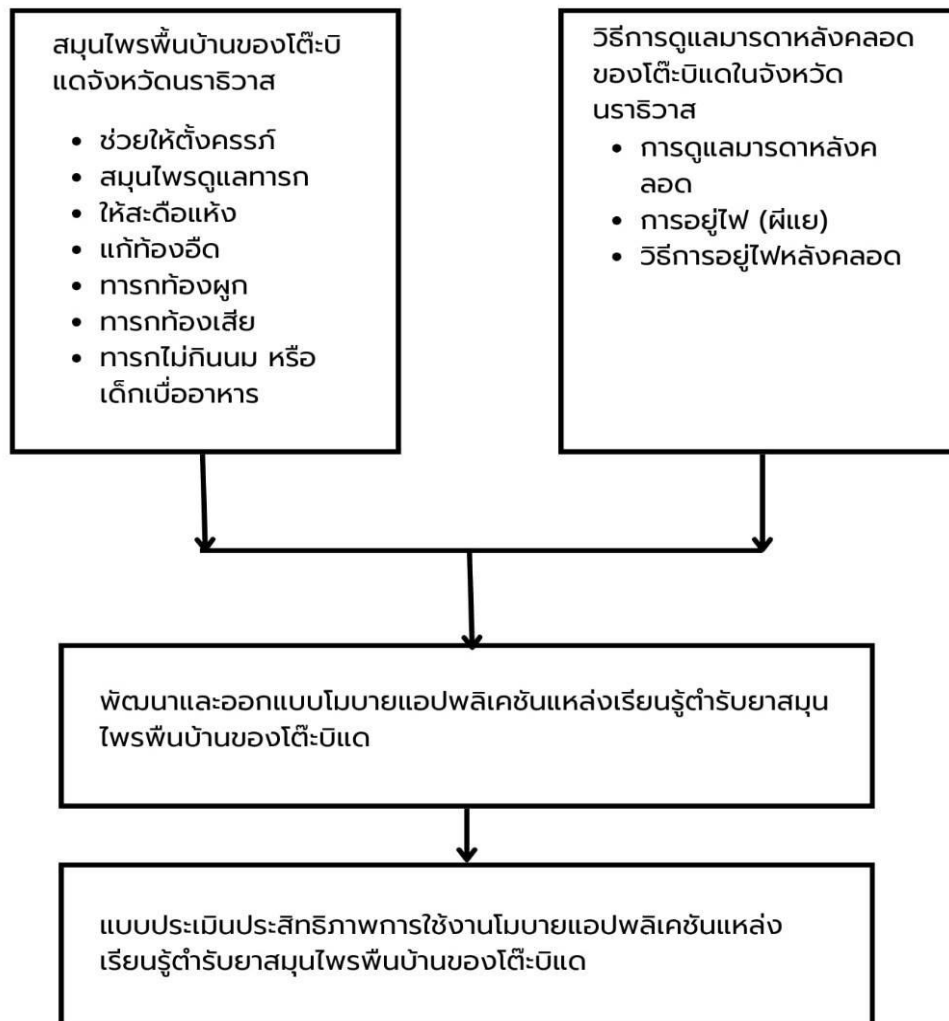 สมุนไพรพื้นบ้านของโต๊ะบิ
แดจังหวัดนราธิวาส
• ช่วยให้ตั้งครรภ์
• สมุนไพรดูแลทารก
• ให้สะดือแห้ง
• แก้ท้องอืด
• ทารกท้องผูก
• ทารกท้องเสีย
• ทารกไม่กินนม หรือ
เด็กเบื่ออาหาร
วิธีการดูแลมารดาหลังคลอด
ของโต๊ะบิแดในจังหวัด
นราธิวาส
• การดูแลมารดาหลังค
ลอด
• การอยู่ไฟ (ผีแย)
• วิธีการอยู่ไฟหลังคลอด
พัฒนาและออกแบบโมบายแอปพลิเคชันแหล่งเรียนรู้ตำรับยาสมุน
ไพรพืนบ้านของโต๊ะบิแด
แบบประเมินประสิทธิภาพการใช้งานโมบายแอปพลิเคชันแหล่ง
เรียนรู้ตำรับยาสมุนไพรพืนบ้านของโต๊ะบิแด